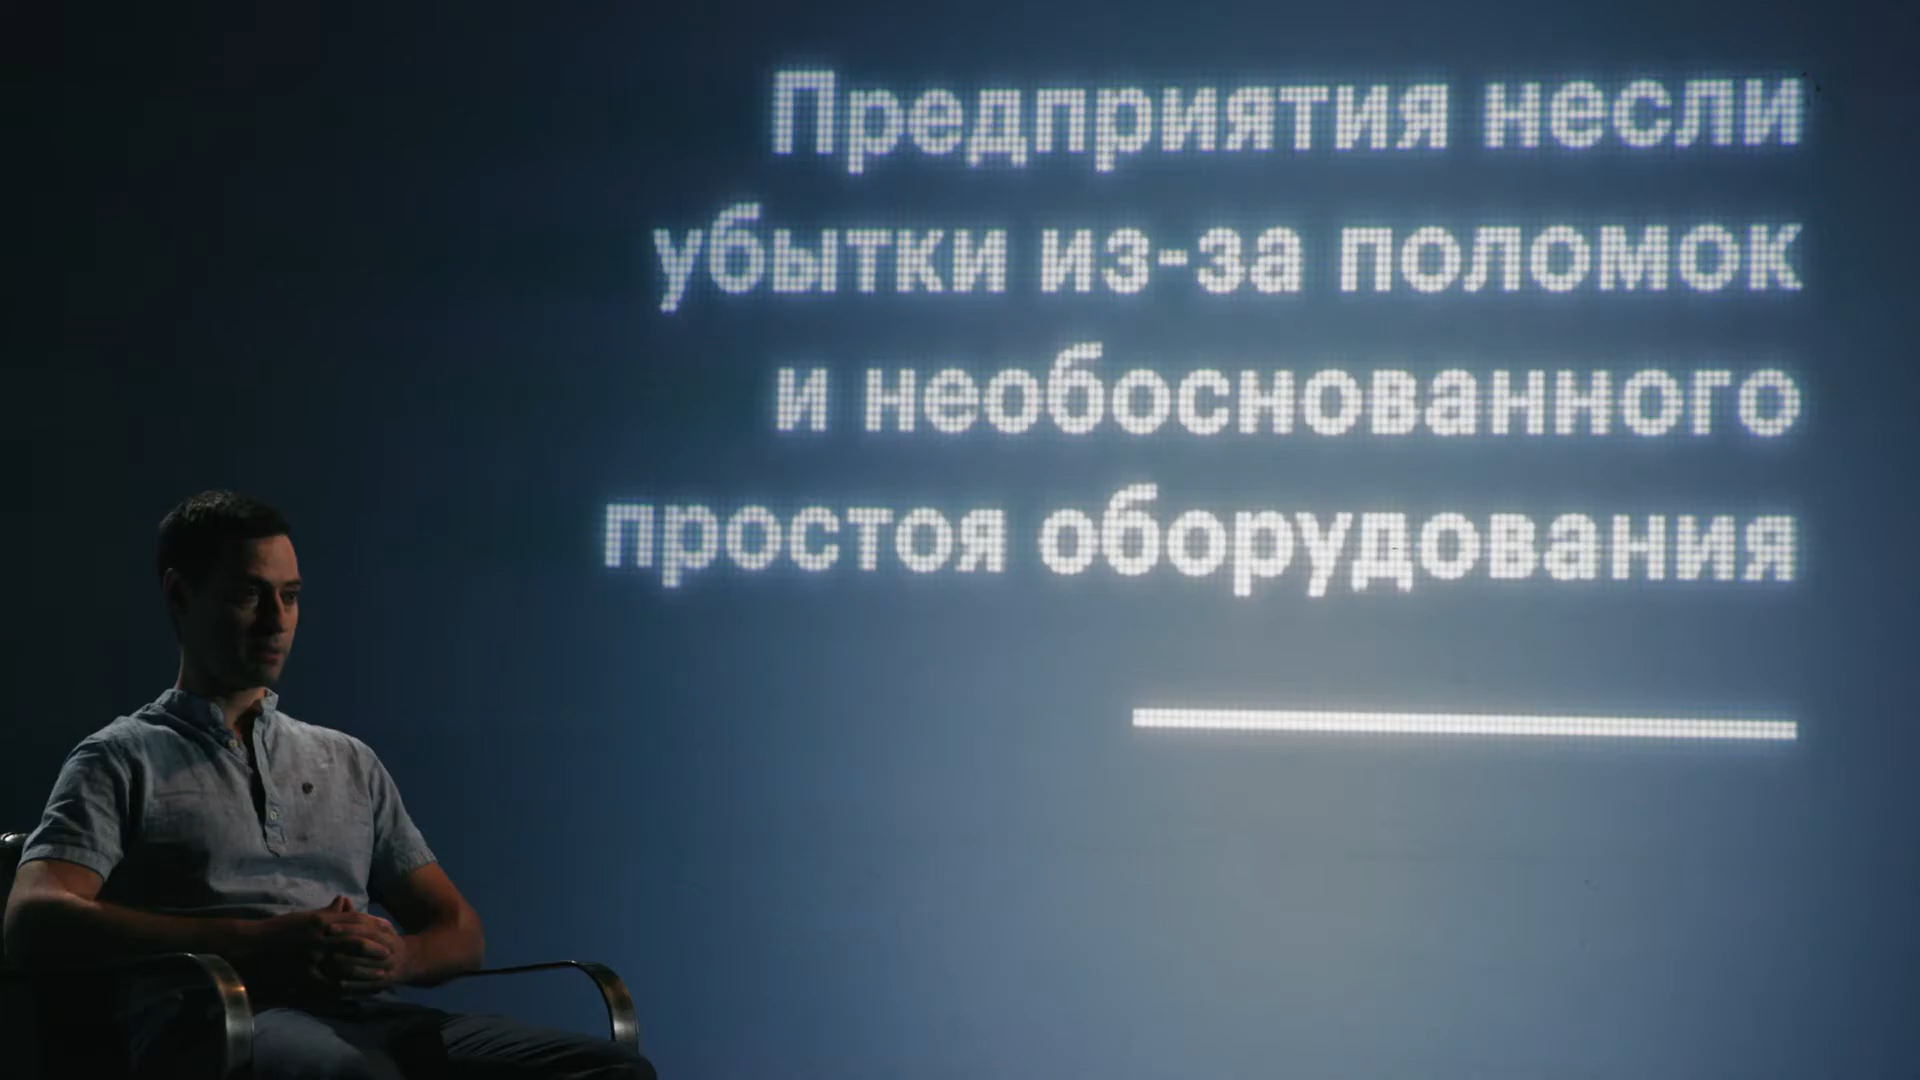 Предприятия несли
убытки из-за поломок
и необоснованного
простоя оборудования